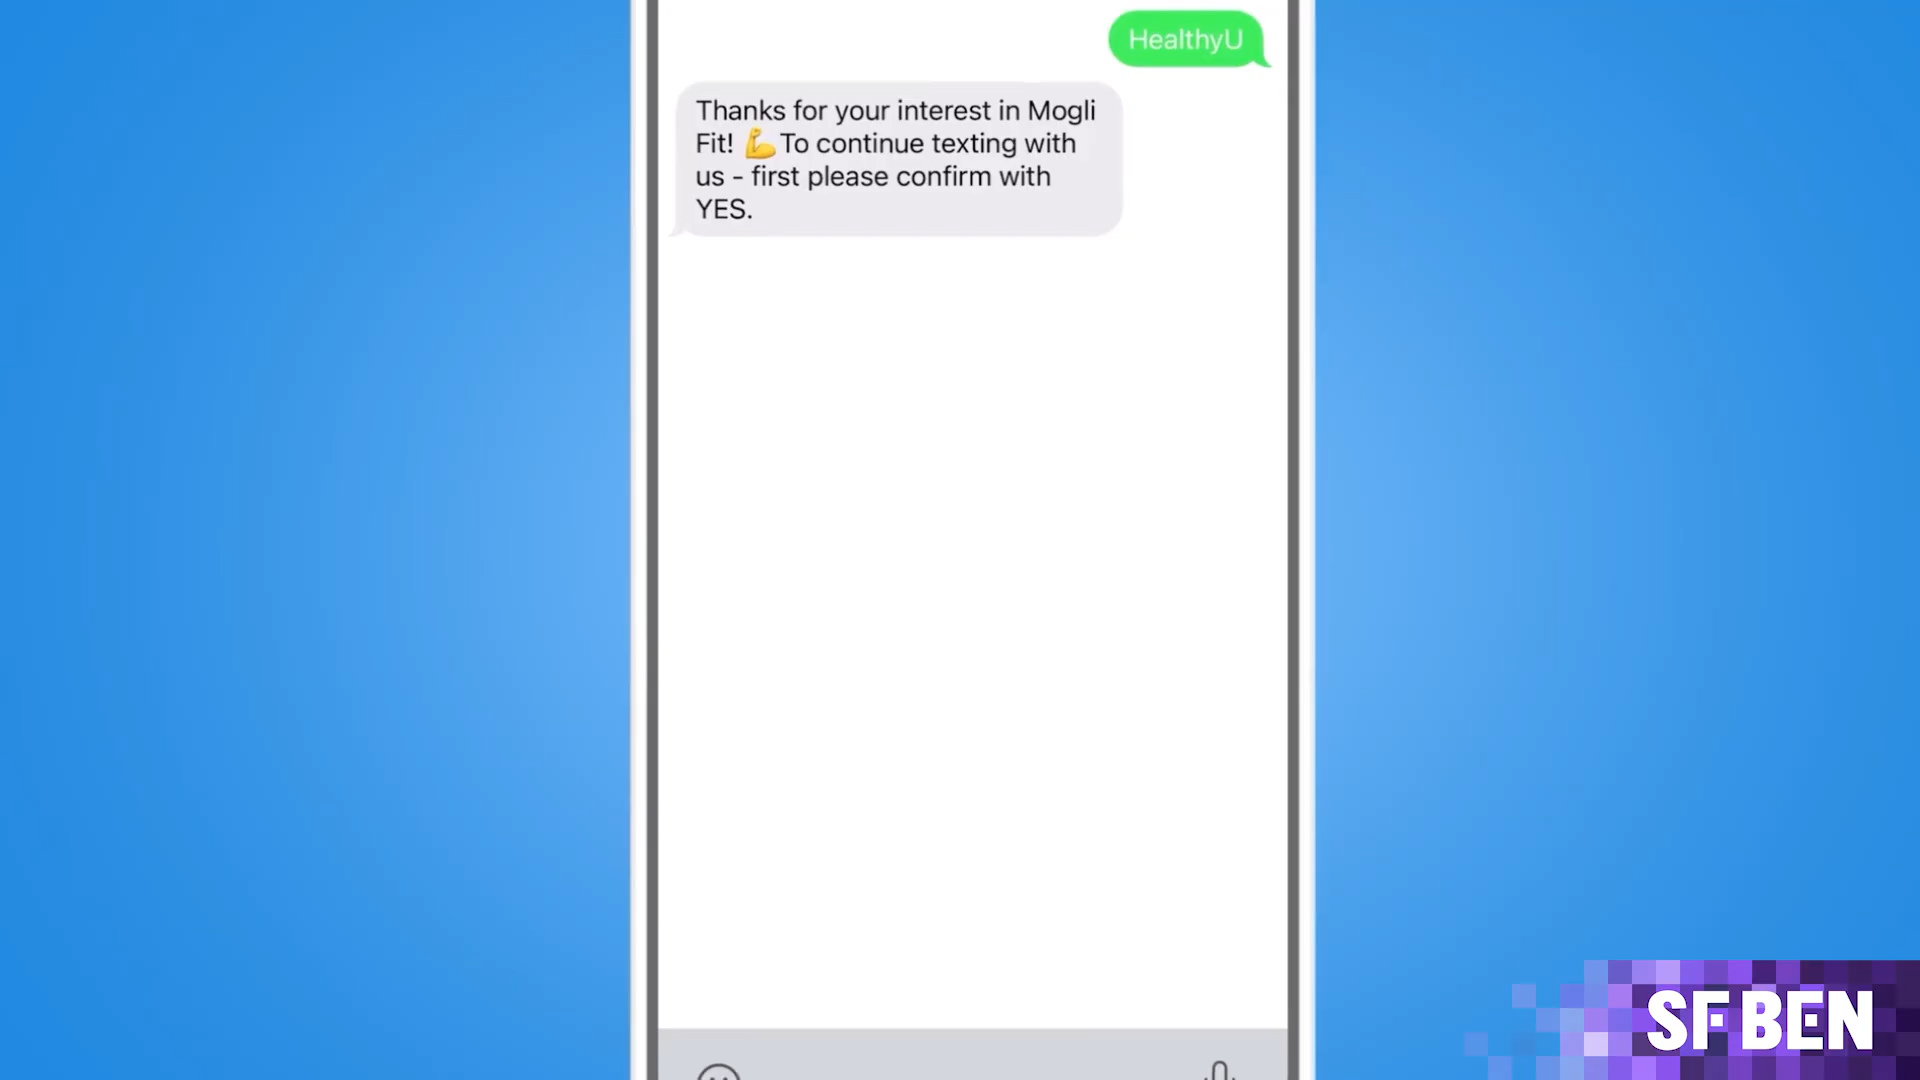 HealthyU
Thanks for your interest in Mogli
Fit! 💪To continue texting with
us - first please confirm with
YES.
SF BEN